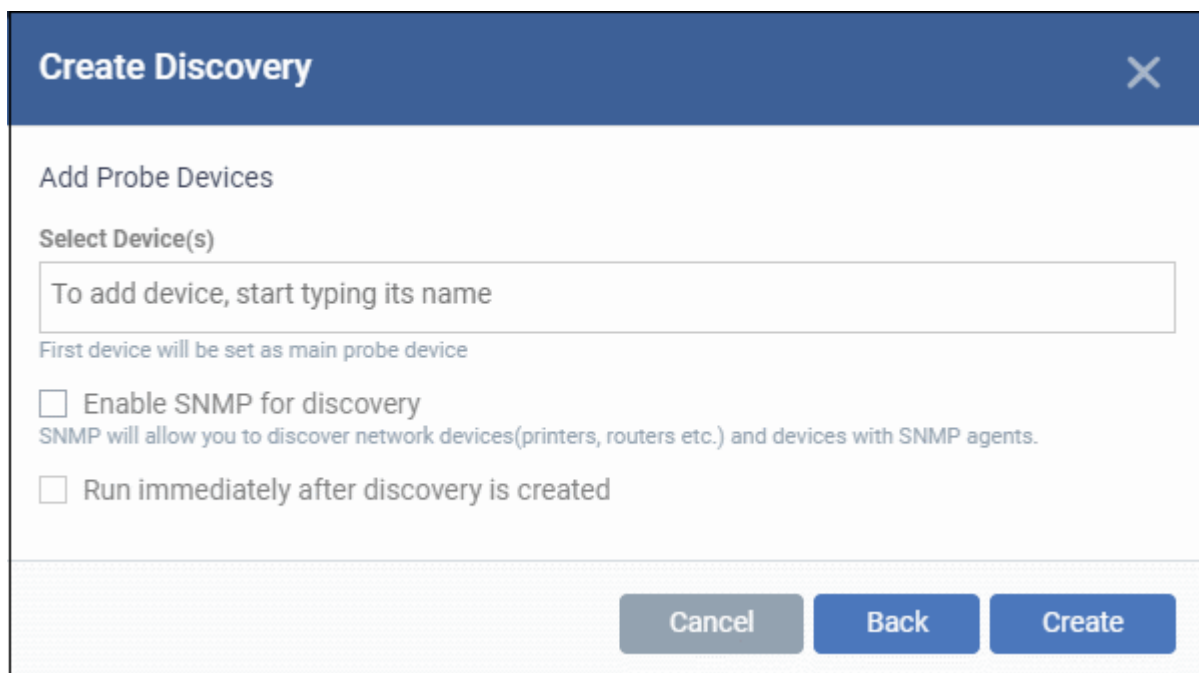 Create Discovery
Add Probe Devices
Select Device(s)
To add device, start typing its name
First device will be set as main probe device
Enable SNMP for discovery
SNMP will allow you to discover network devices(printers, routers etc.) and devices with SNMP agents.
Run immediately after discovery is created
Cancel Back Create